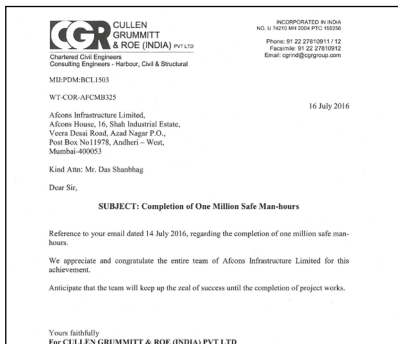 CGR
CULLEN
GRUMMITT
& ROE (INDIA) PVT LTD
Chartered Civil Engineers
Consulting Engineers - Harbour, Civil & Structural
INCORPORATED IN INDIA
NO. U 74210 MH 2004 PTC 150256
Phone: 91 22 27810911 / 12
Facsimile: 91 22 27810912
Email: cgrind@cgrgroup.com
MIJ:PDM:BCL1503
WT-COR-AFCMB325
16 July 2016
Afcons Infrastructure Limited,
Afcons House, 16, Shah Industrial Estate,
Veera Desai Road, Azad Nagar P.O.,
Post Box No11978, Andheri – West,
Mumbai-400053
Kind Attn: Mr. Das Shanbhag
Dear Sir,
SUBJECT: Completion of One Million Safe Man-hours
Reference to your email dated 14 July 2016, regarding the completion of one million safe man-
hours.
We appreciate and congratulate the entire team of Afcons Infrastructure Limited for this
achievement.
Anticipate that the team will keep up the zeal of success until the completion of project works.
Yours faithfully
For CULLEN GRUMMITT & ROE (INDIA) PVT LTD